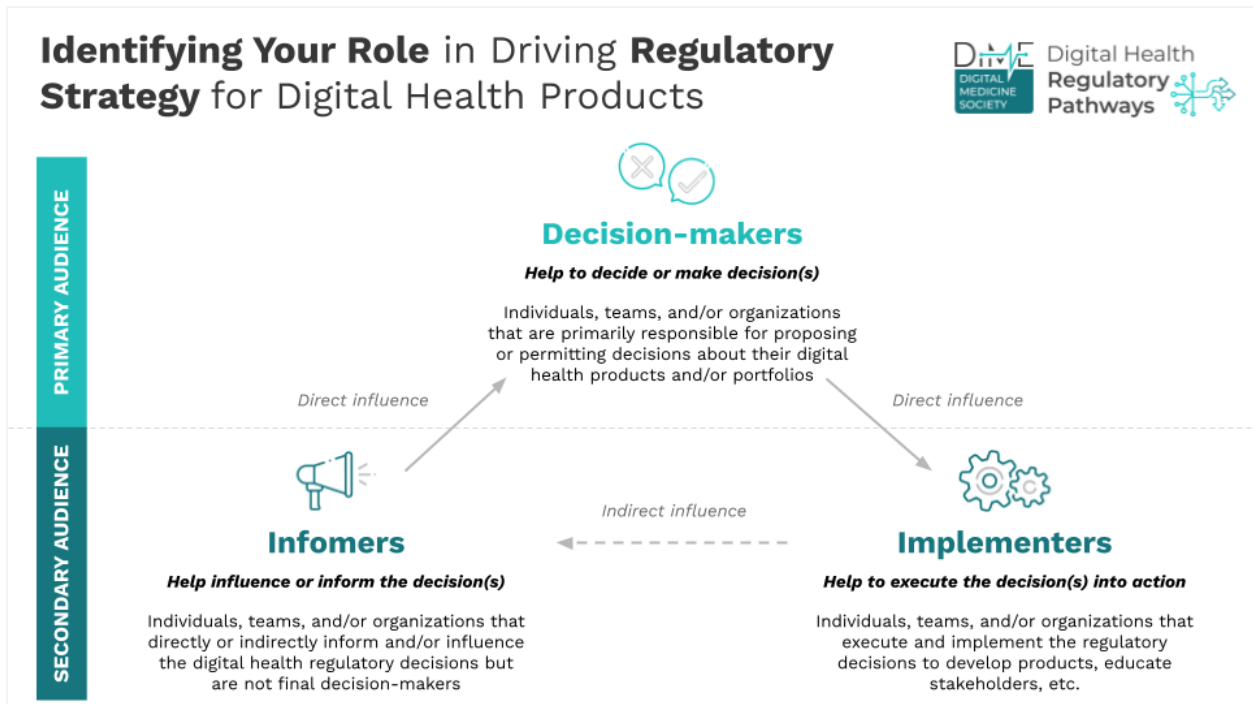 Identifying Your Role in Driving Regulatory
Strategy for Digital Health Products
DiME
DIGITAL
MEDICINE
SOCIETY
Digital Health
Regulatory
Pathways
PRIMARY AUDIENCE
Decision-makers
Help to decide or make decision(s)
Individuals, teams, and/or organizations
that are primarily responsible for proposing
or permitting decisions about their digital
health products and/or portfolios
Direct influence
Direct influence
SECONDARY AUDIENCE
Indirect influence
Infomers
Help influence or inform the decision(s)
Individuals, teams, and/or organizations that
directly or indirectly inform and/or influence
the digital health regulatory decisions but
are not final decision-makers
Implementers
Help to execute the decision(s) into action
Individuals, teams, and/or organizations that
execute and implement the regulatory
decisions to develop products, educate
stakeholders, etc.